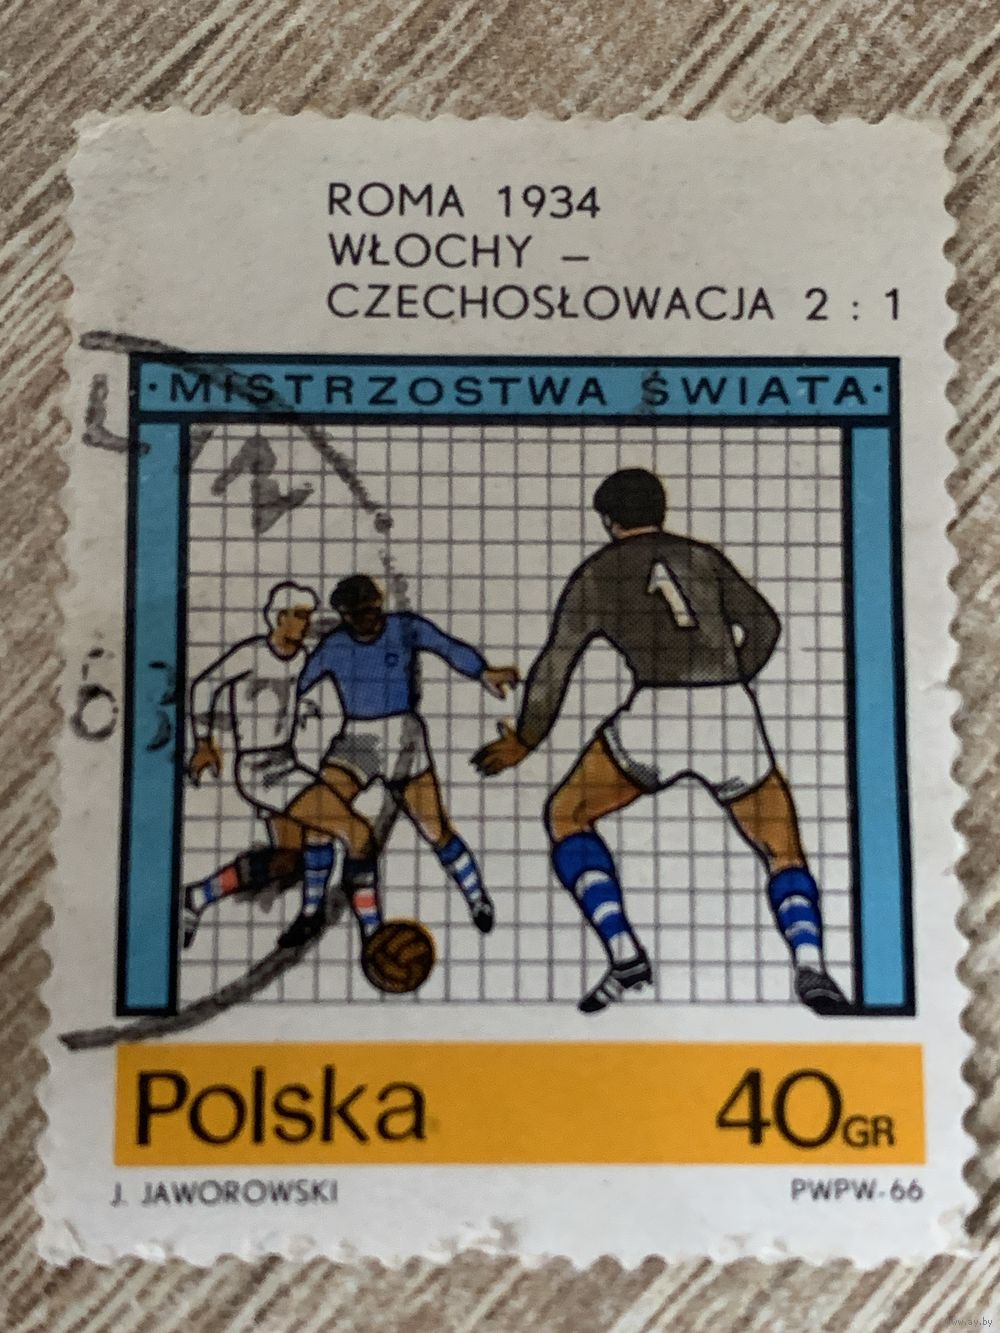 ROMA 1934
WŁOCHY –
CZECHOSŁOWACJA 2 : 1
·MISTRZOSTWA ŚWIATA·
1
Polska 40GR
J. JAWOROWSKI PWPW-66